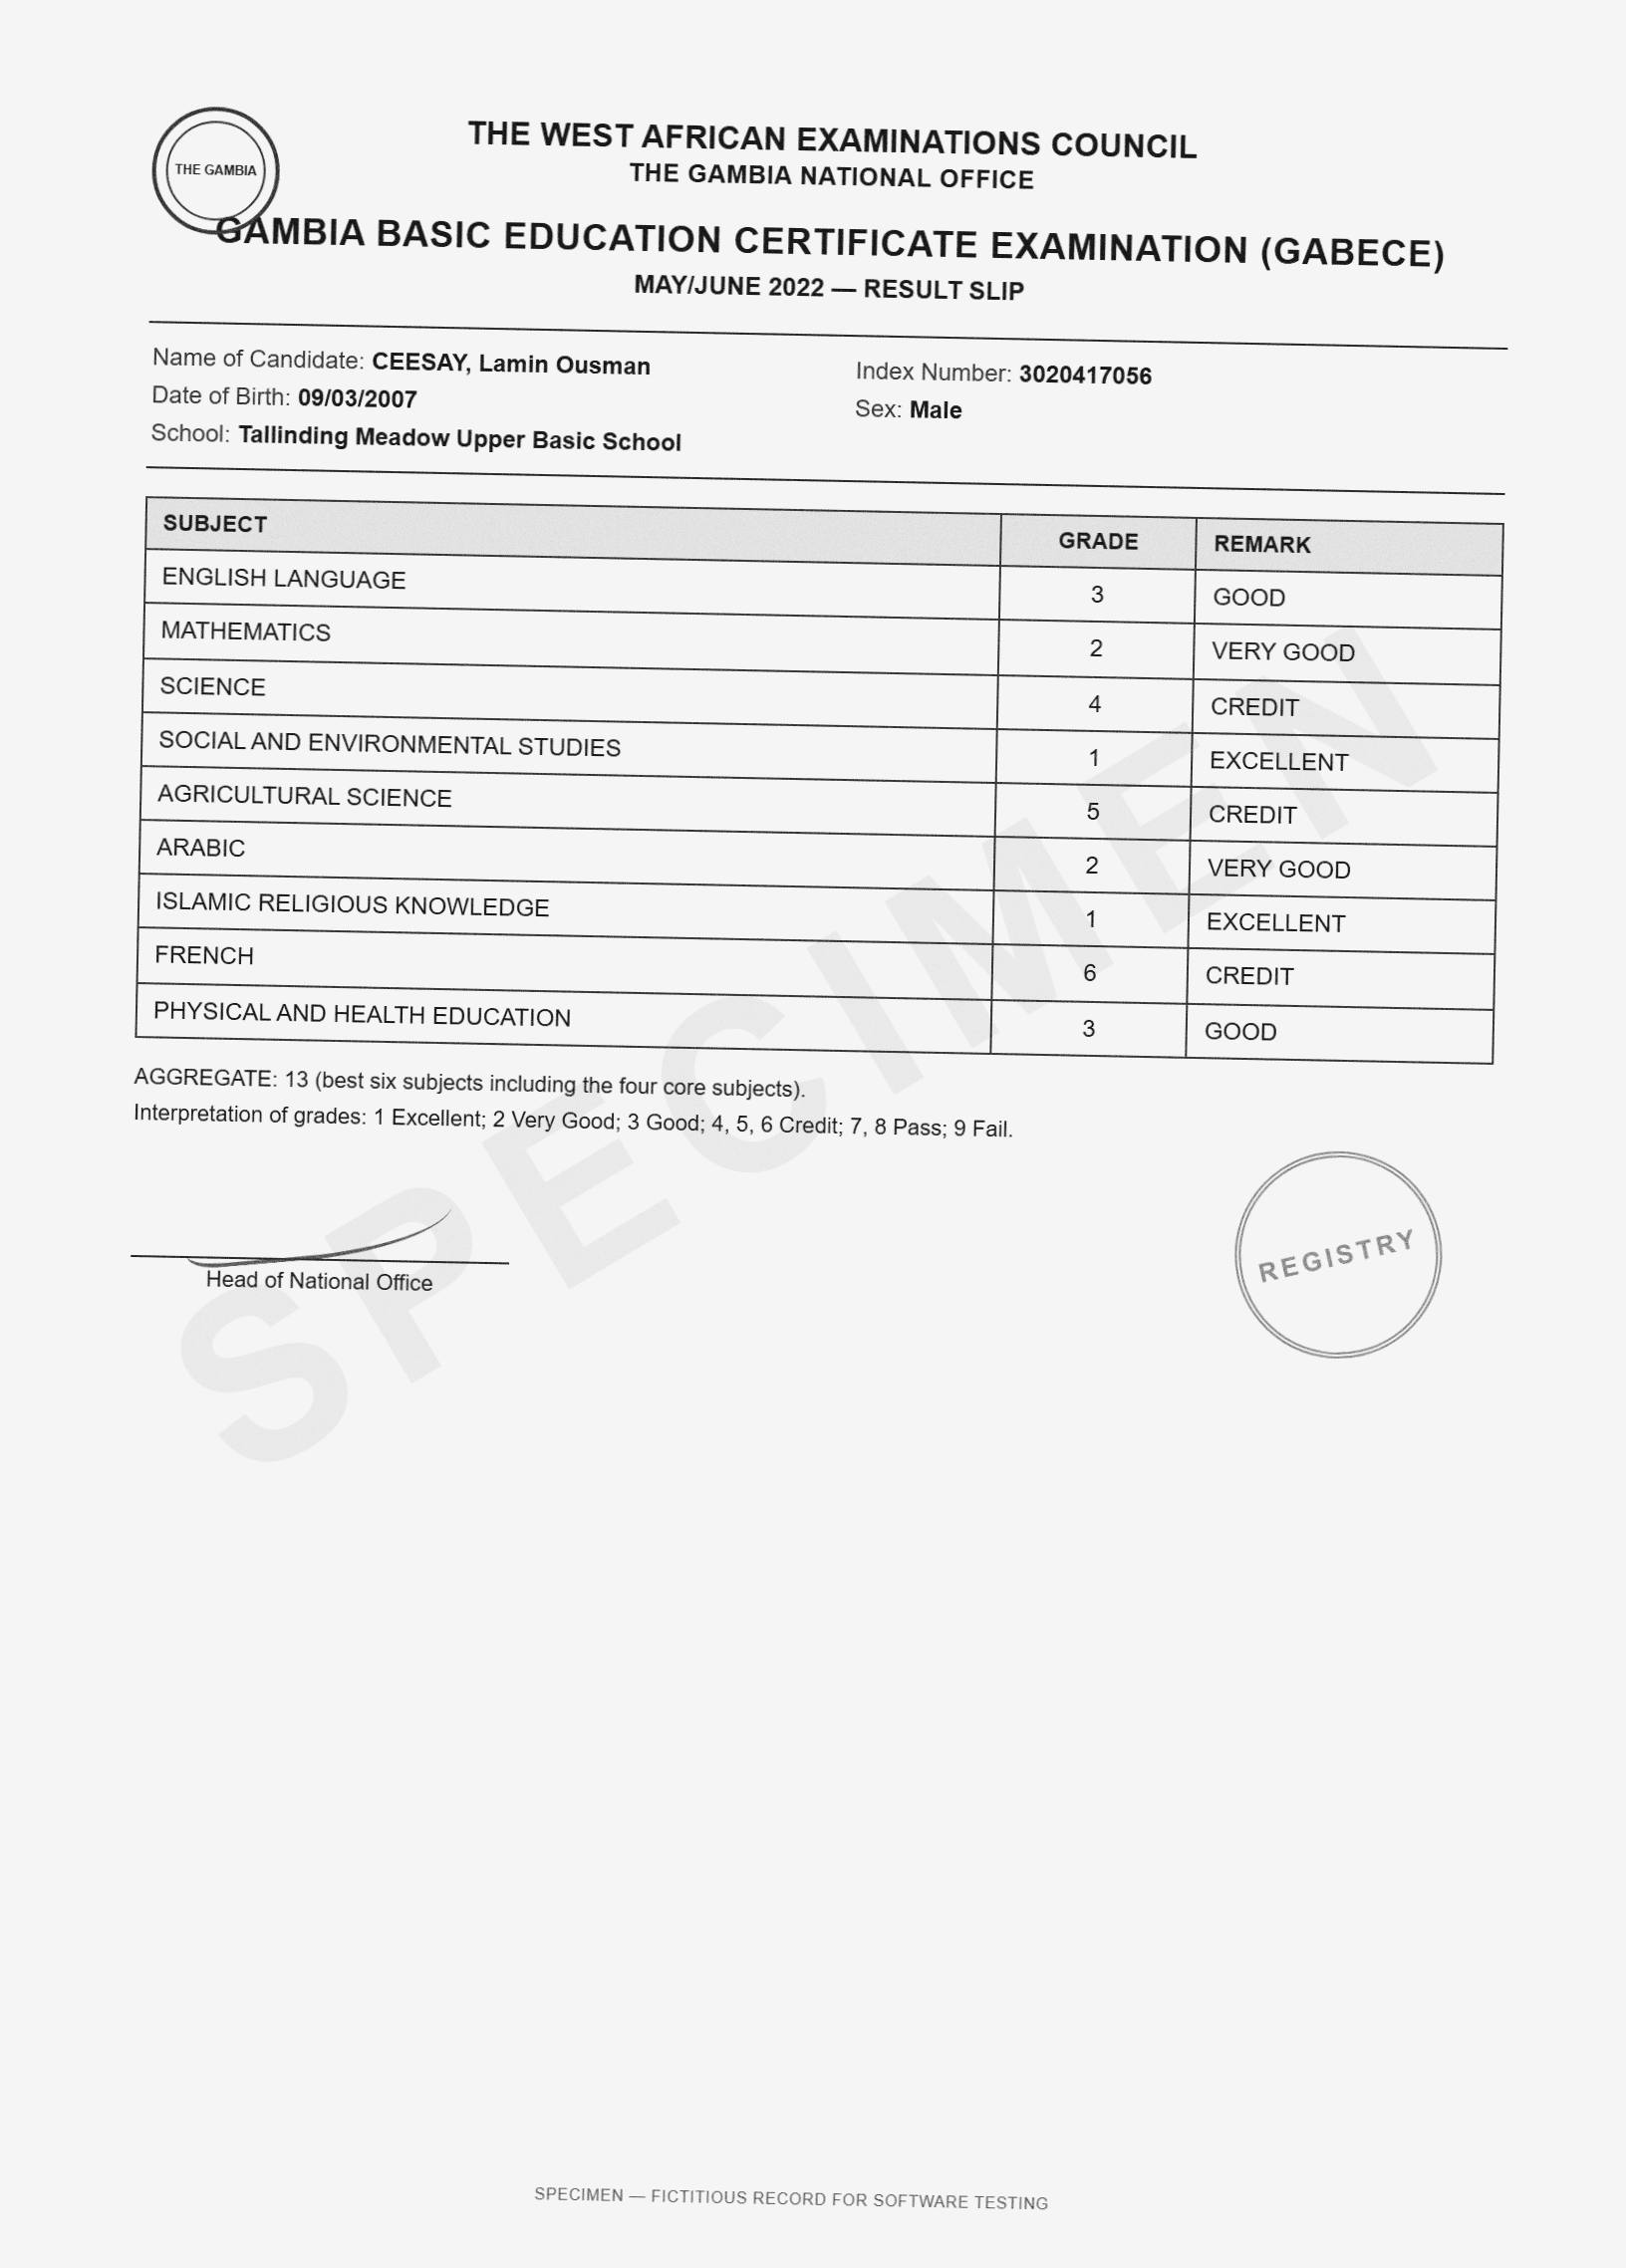 THE GAMBIA
THE WEST AFRICAN EXAMINATIONS COUNCIL
THE GAMBIA NATIONAL OFFICE
GAMBIA BASIC EDUCATION CERTIFICATE EXAMINATION (GABECE)
MAY/JUNE 2022 — RESULT SLIP
Name of Candidate: CEESAY, Lamin Ousman Index Number: 3020417056
Date of Birth: 09/03/2007 Sex: Male
School: Tallinding Meadow Upper Basic School
SUBJECT GRADE REMARK
ENGLISH LANGUAGE 3 GOOD
MATHEMATICS 2 VERY GOOD
SCIENCE 4 CREDIT
SOCIAL AND ENVIRONMENTAL STUDIES 1 EXCELLENT
AGRICULTURAL SCIENCE 5 CREDIT
ARABIC 2 VERY GOOD
ISLAMIC RELIGIOUS KNOWLEDGE 1 EXCELLENT
FRENCH 6 CREDIT
PHYSICAL AND HEALTH EDUCATION 3 GOOD
AGGREGATE: 13 (best six subjects including the four core subjects).
Interpretation of grades: 1 Excellent; 2 Very Good; 3 Good; 4, 5, 6 Credit; 7, 8 Pass; 9 Fail.
Head of National Office
REGISTRY
SPECIMEN
SPECIMEN — FICTITIOUS RECORD FOR SOFTWARE TESTING